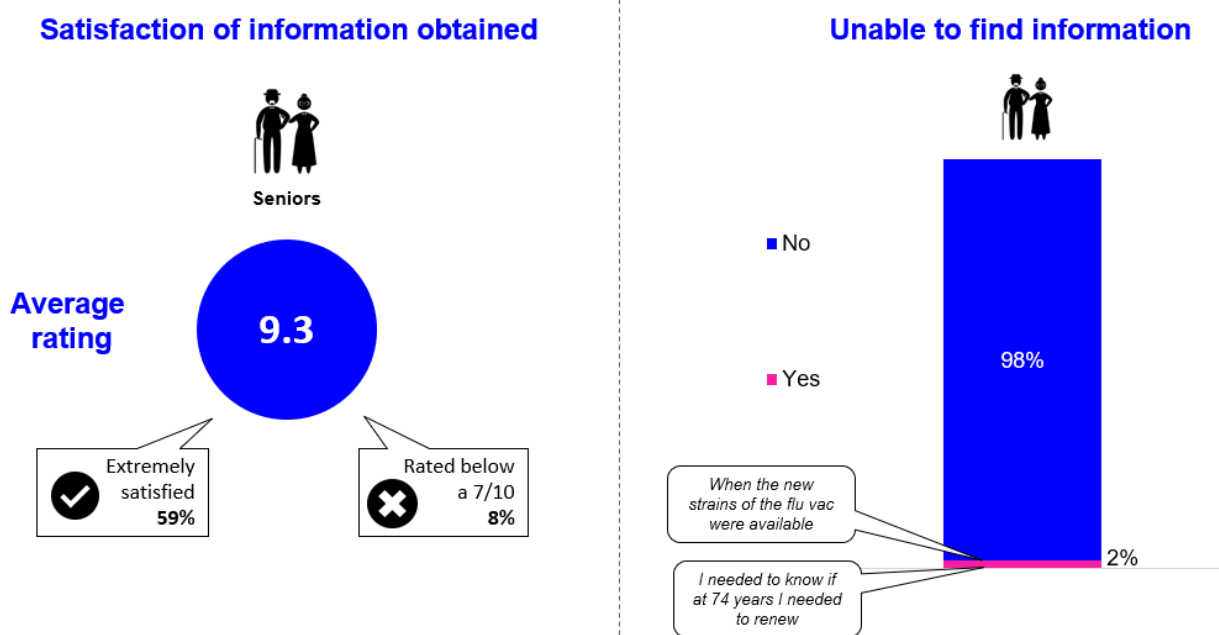 Satisfaction of information obtained
Seniors
Average
rating
9.3
Extremely
satisfied
59%
Rated below
a 7/10
8%
Unable to find information
No
Yes
98%
2%
When the new
strains of the flu vac
were available
I needed to know if
at 74 years I needed
to renew